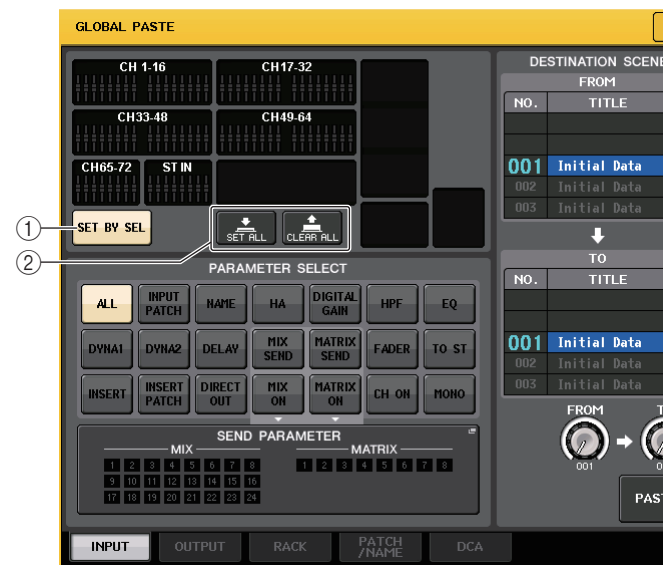 GLOBAL PASTE
CH 1-16
CH17-32
CH33-48
CH49-64
CH65-72
ST IN
1
SET BY SEL
2
SET ALL
CLEAR ALL
PARAMETER SELECT
ALL
INPUT PATCH
NAME
HA
DIGITAL GAIN
HPF
EQ
DYNA1
DYNA2
DELAY
MIX SEND
MATRIX SEND
FADER
TO ST
INSERT
INSERT PATCH
DIRECT OUT
MIX ON
MATRIX ON
CH ON
MONO
SEND PARAMETER
MIX
MATRIX
1 2 3 4 5 6 7 8
1 2 3 4 5 6 7 8
9 10 11 12 13 14 15 16
17 18 19 20 21 22 23 24
INPUT
OUTPUT
RACK
PATCH /NAME
DCA
DESTINATION SCENE
FROM
NO. TITLE
001 Initial Data
002 Initial Data
003 Initial Data
TO
NO. TITLE
001 Initial Data
002 Initial Data
003 Initial Data
FROM
001